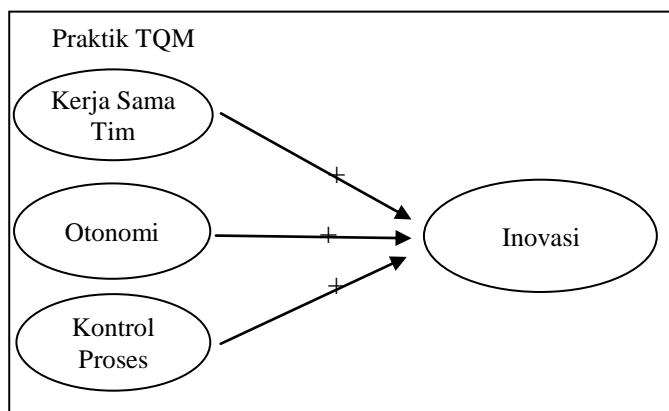 Praktik TQM
Kerja Sama
Tim
+
Otonomi
+
Inovasi
+
Kontrol
Proses